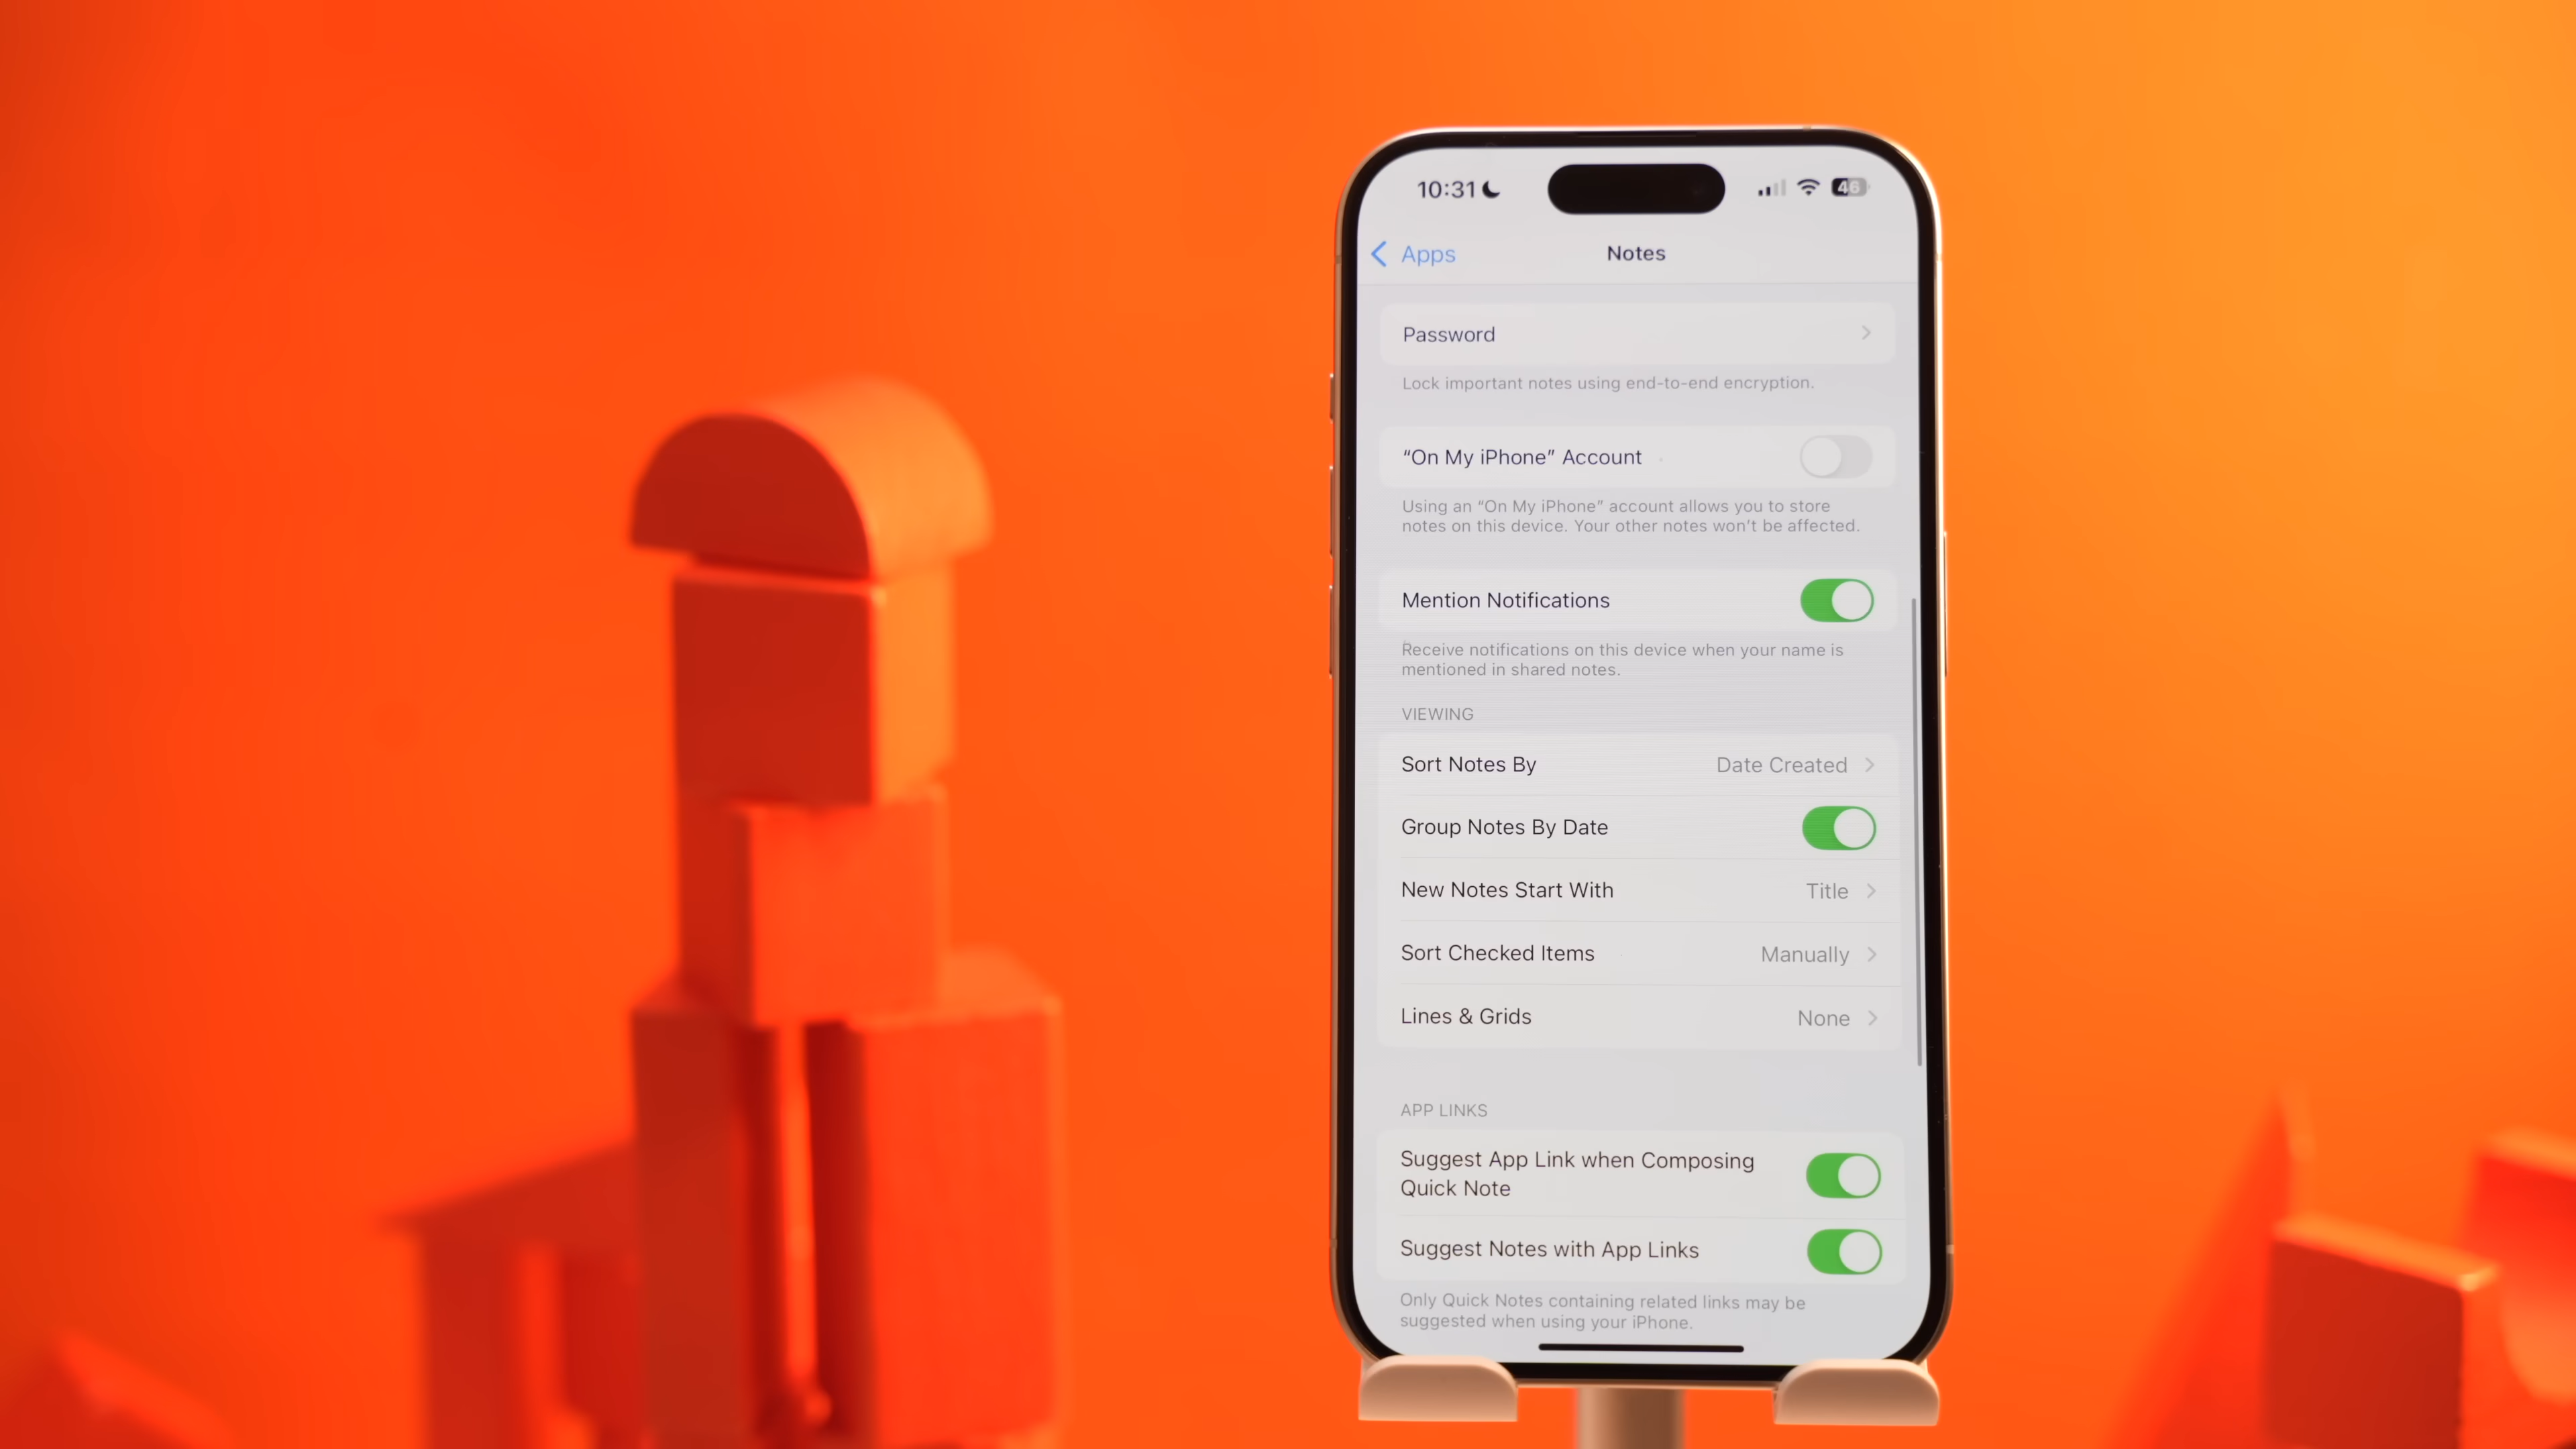 10:31
46
Apps
Notes
Password
Lock important notes using end-to-end encryption.
“On My iPhone” Account
Using an “On My iPhone” account allows you to store
notes on this device. Your other notes won’t be affected.
Mention Notifications
Receive notifications on this device when your name is
mentioned in shared notes.
VIEWING
Sort Notes By Date Created
Group Notes By Date
New Notes Start With Title
Sort Checked Items Manually
Lines & Grids None
APP LINKS
Suggest App Link when Composing
Quick Note
Suggest Notes with App Links
Only Quick Notes containing related links may be
suggested when using your iPhone.